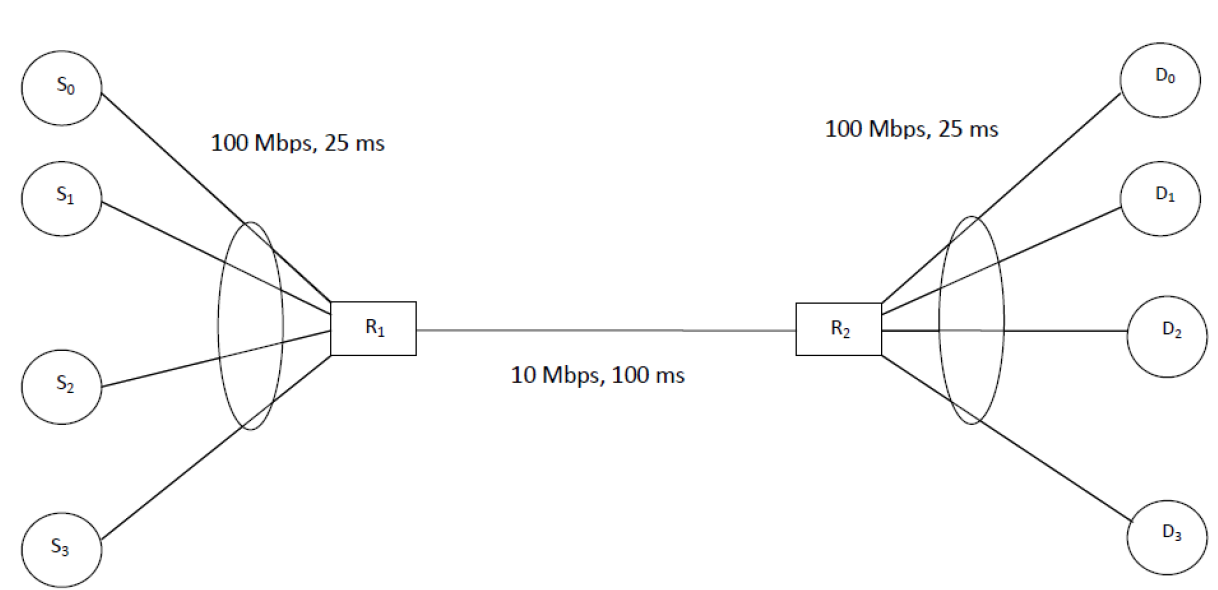 S0
D0
100 Mbps, 25 ms
100 Mbps, 25 ms
S1
D1
R1
R2
10 Mbps, 100 ms
S2
D2
S3
D3